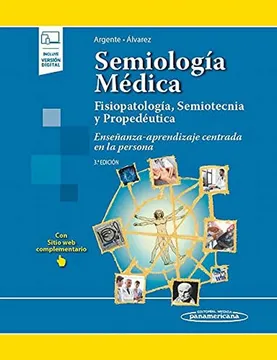 INCLUYE
VERSIÓN
DIGITAL
Argente • Álvarez
Semiología
Médica
Fisiopatología, Semiotecnia
y Propedéutica
Enseñanza-aprendizaje centrada
en la persona
3.ª EDICIÓN
Con
Sitio web
complementario
EDITORIAL MEDICA
panamericana